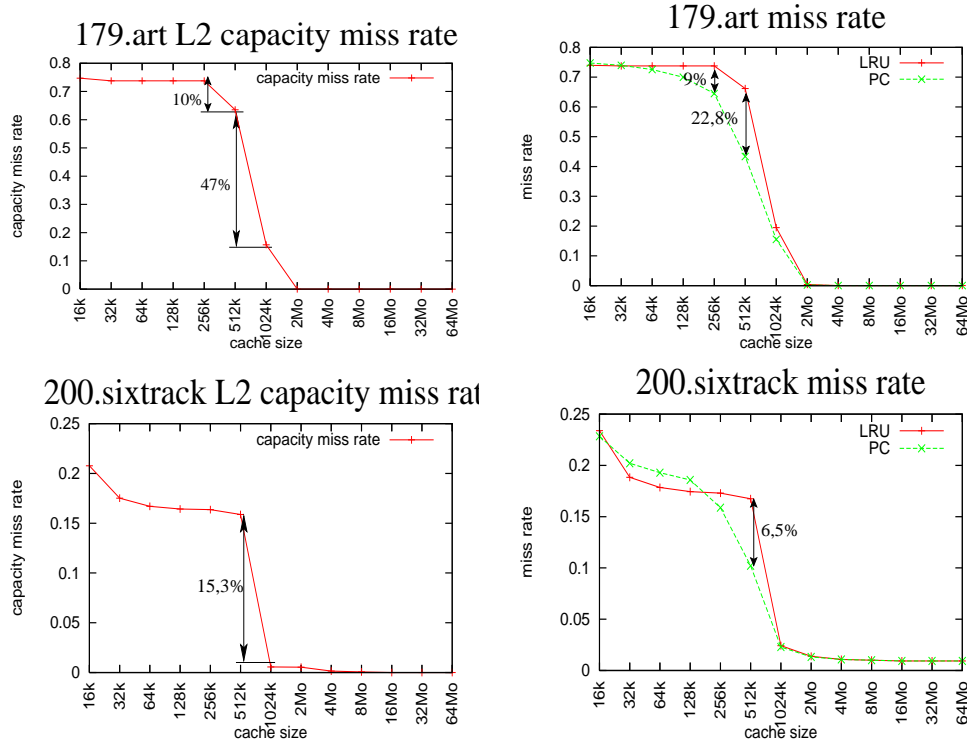 179.art L2 capacity miss rate
capacity miss rate
0.8
0.7
0.6
0.5
0.4
0.3
0.2
0.1
0
capacity miss rate
10%
47%
16k
32k
64k
128k
256k
512k
1024k
2Mo
4Mo
8Mo
16Mo
32Mo
64Mo
cache size
179.art miss rate
miss rate
0.8
0.7
0.6
0.5
0.4
0.3
0.2
0.1
0
LRU
PC
9%
22,8%
16k
32k
64k
128k
256k
512k
1024k
2Mo
4Mo
8Mo
16Mo
32Mo
64Mo
cache size
200.sixtrack L2 capacity miss rat
capacity miss rate
0.25
0.2
0.15
0.1
0.05
0
capacity miss rate
15,3%
16k
32k
64k
128k
256k
512k
1024k
2Mo
4Mo
8Mo
16Mo
32Mo
64Mo
cache size
200.sixtrack miss rate
miss rate
0.25
0.2
0.15
0.1
0.05
0
LRU
PC
6,5%
16k
32k
64k
128k
256k
512k
1024k
2Mo
4Mo
8Mo
16Mo
32Mo
64Mo
cache size